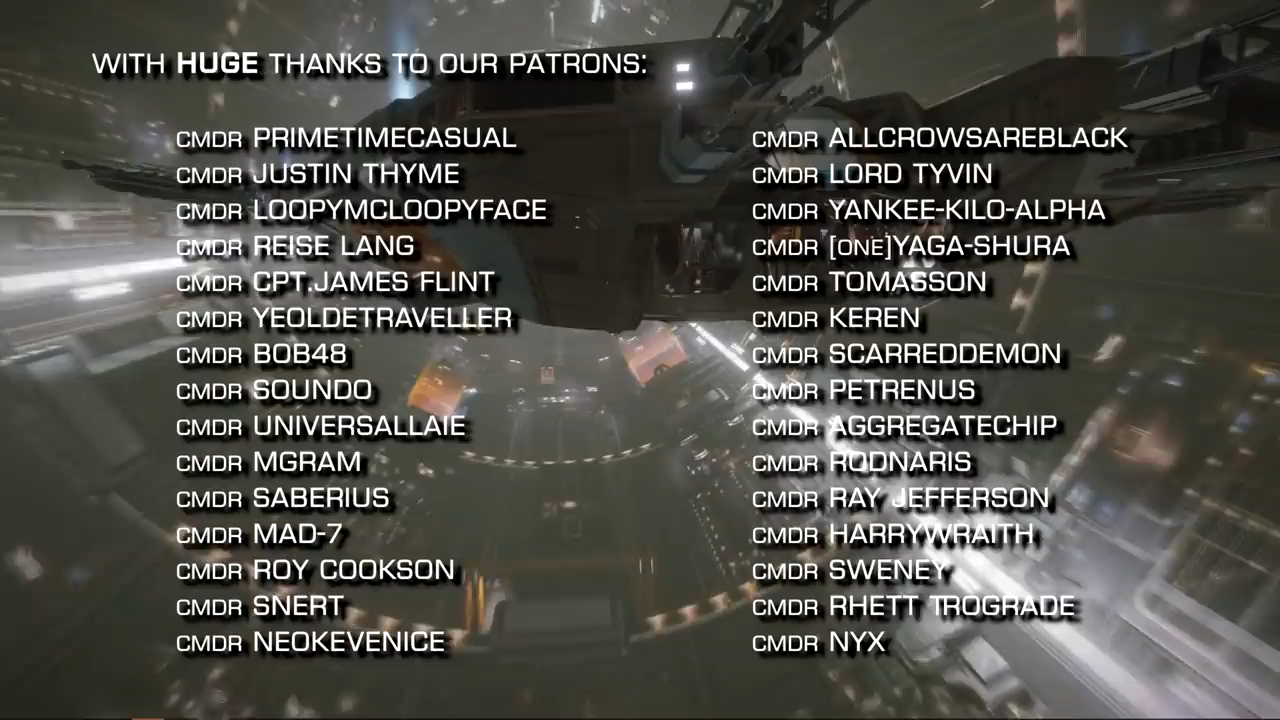 WITH HUGE THANKS TO OUR PATRONS:
CMDR PRIMETIMECASUAL
CMDR JUSTIN THYME
CMDR LOOPYMCLOOPYFACE
CMDR REISE LANG
CMDR CPT.JAMES FLINT
CMDR YEOLDETRAVELLER
CMDR BOB48
CMDR SOUNDO
CMDR UNIVERSALLAIE
CMDR MGRAM
CMDR SABERIUS
CMDR MAD-7
CMDR ROY COOKSON
CMDR SNERT
CMDR NEOKEVENICE
CMDR ALLCROWSAREBLACK
CMDR LORD TYVIN
CMDR YANKEE-KILO-ALPHA
CMDR [ONE]YAGA-SHURA
CMDR TOMASSON
CMDR KEREN
CMDR SCARREDDEMON
CMDR PETRENUS
CMDR AGGREGATECHIP
CMDR RODNARIS
CMDR RAY JEFFERSON
CMDR HARRYWRAITH
CMDR SWENEY
CMDR RHETT TROGRADE
CMDR NYX